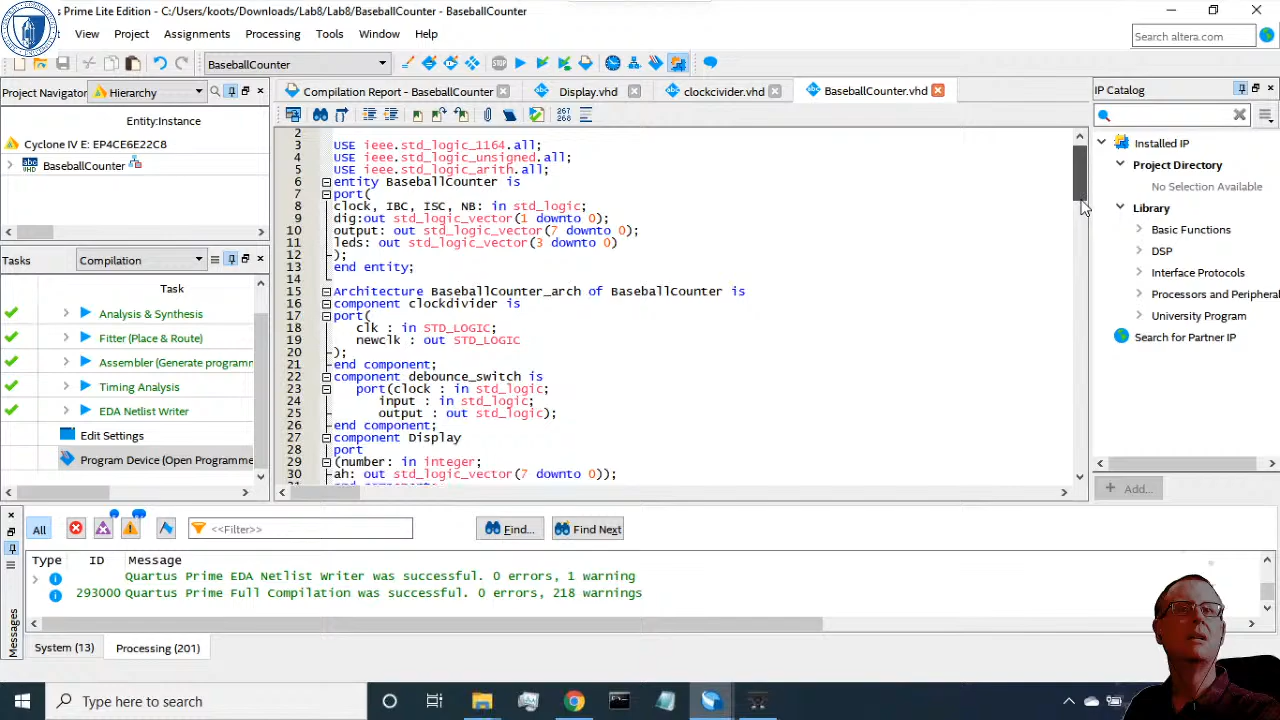 s Prime Lite Edition - C:/Users/koots/Downloads/Lab8/Lab8/BaseballCounter - BaseballCounter
View Project Assignments Processing Tools Window Help
Search altera.com
BaseballCounter
Project Navigator Hierarchy
Compilation Report - BaseballCounter Display.vhd clockcivider.vhd BaseballCounter.vhd
IP Catalog
Entity:Instance
Cyclone IV E: EP4CE6E22C8
BaseballCounter
Tasks Compilation
Task
Analysis & Synthesis
Fitter (Place & Route)
Assembler (Generate programm
Timing Analysis
EDA Netlist Writer
Edit Settings
Program Device (Open Programme
267
268
2
3 USE ieee.std_logic_1164.all;
4 USE ieee.std_logic_unsigned.all;
5 USE ieee.std_logic_arith.all;
6 entity BaseballCounter is
7 port(
8 clock, IBC, ISC, NB: in std_logic;
9 dig:out std_logic_vector(1 downto 0);
10 output: out std_logic_vector(7 downto 0);
11 leds: out std_logic_vector(3 downto 0)
12 );
13 end entity;
14
15 Architecture BaseballCounter_arch of BaseballCounter is
16 component clockdivider is
17 port(
18 clk : in STD_LOGIC;
19 newclk : out STD_LOGIC
20 );
21 end component;
22 component debounce_switch is
23 port(clock : in std_logic;
24 input : in std_logic;
25 output : out std_logic);
26 end component;
27 component Display
28 port
29 (number: in integer;
30 ah: out std_logic_vector(7 downto 0));
Installed IP
Project Directory
No Selection Available
Library
Basic Functions
DSP
Interface Protocols
Processors and Periphera
University Program
Search for Partner IP
+ Add...
All <<Filter>> Find... Find Next
Type ID Message
Quartus Prime EDA Netlist Writer was successful. 0 errors, 1 warning
293000 Quartus Prime Full Compilation was successful. 0 errors, 218 warnings
Messages
System (13) Processing (201)
Type here to search